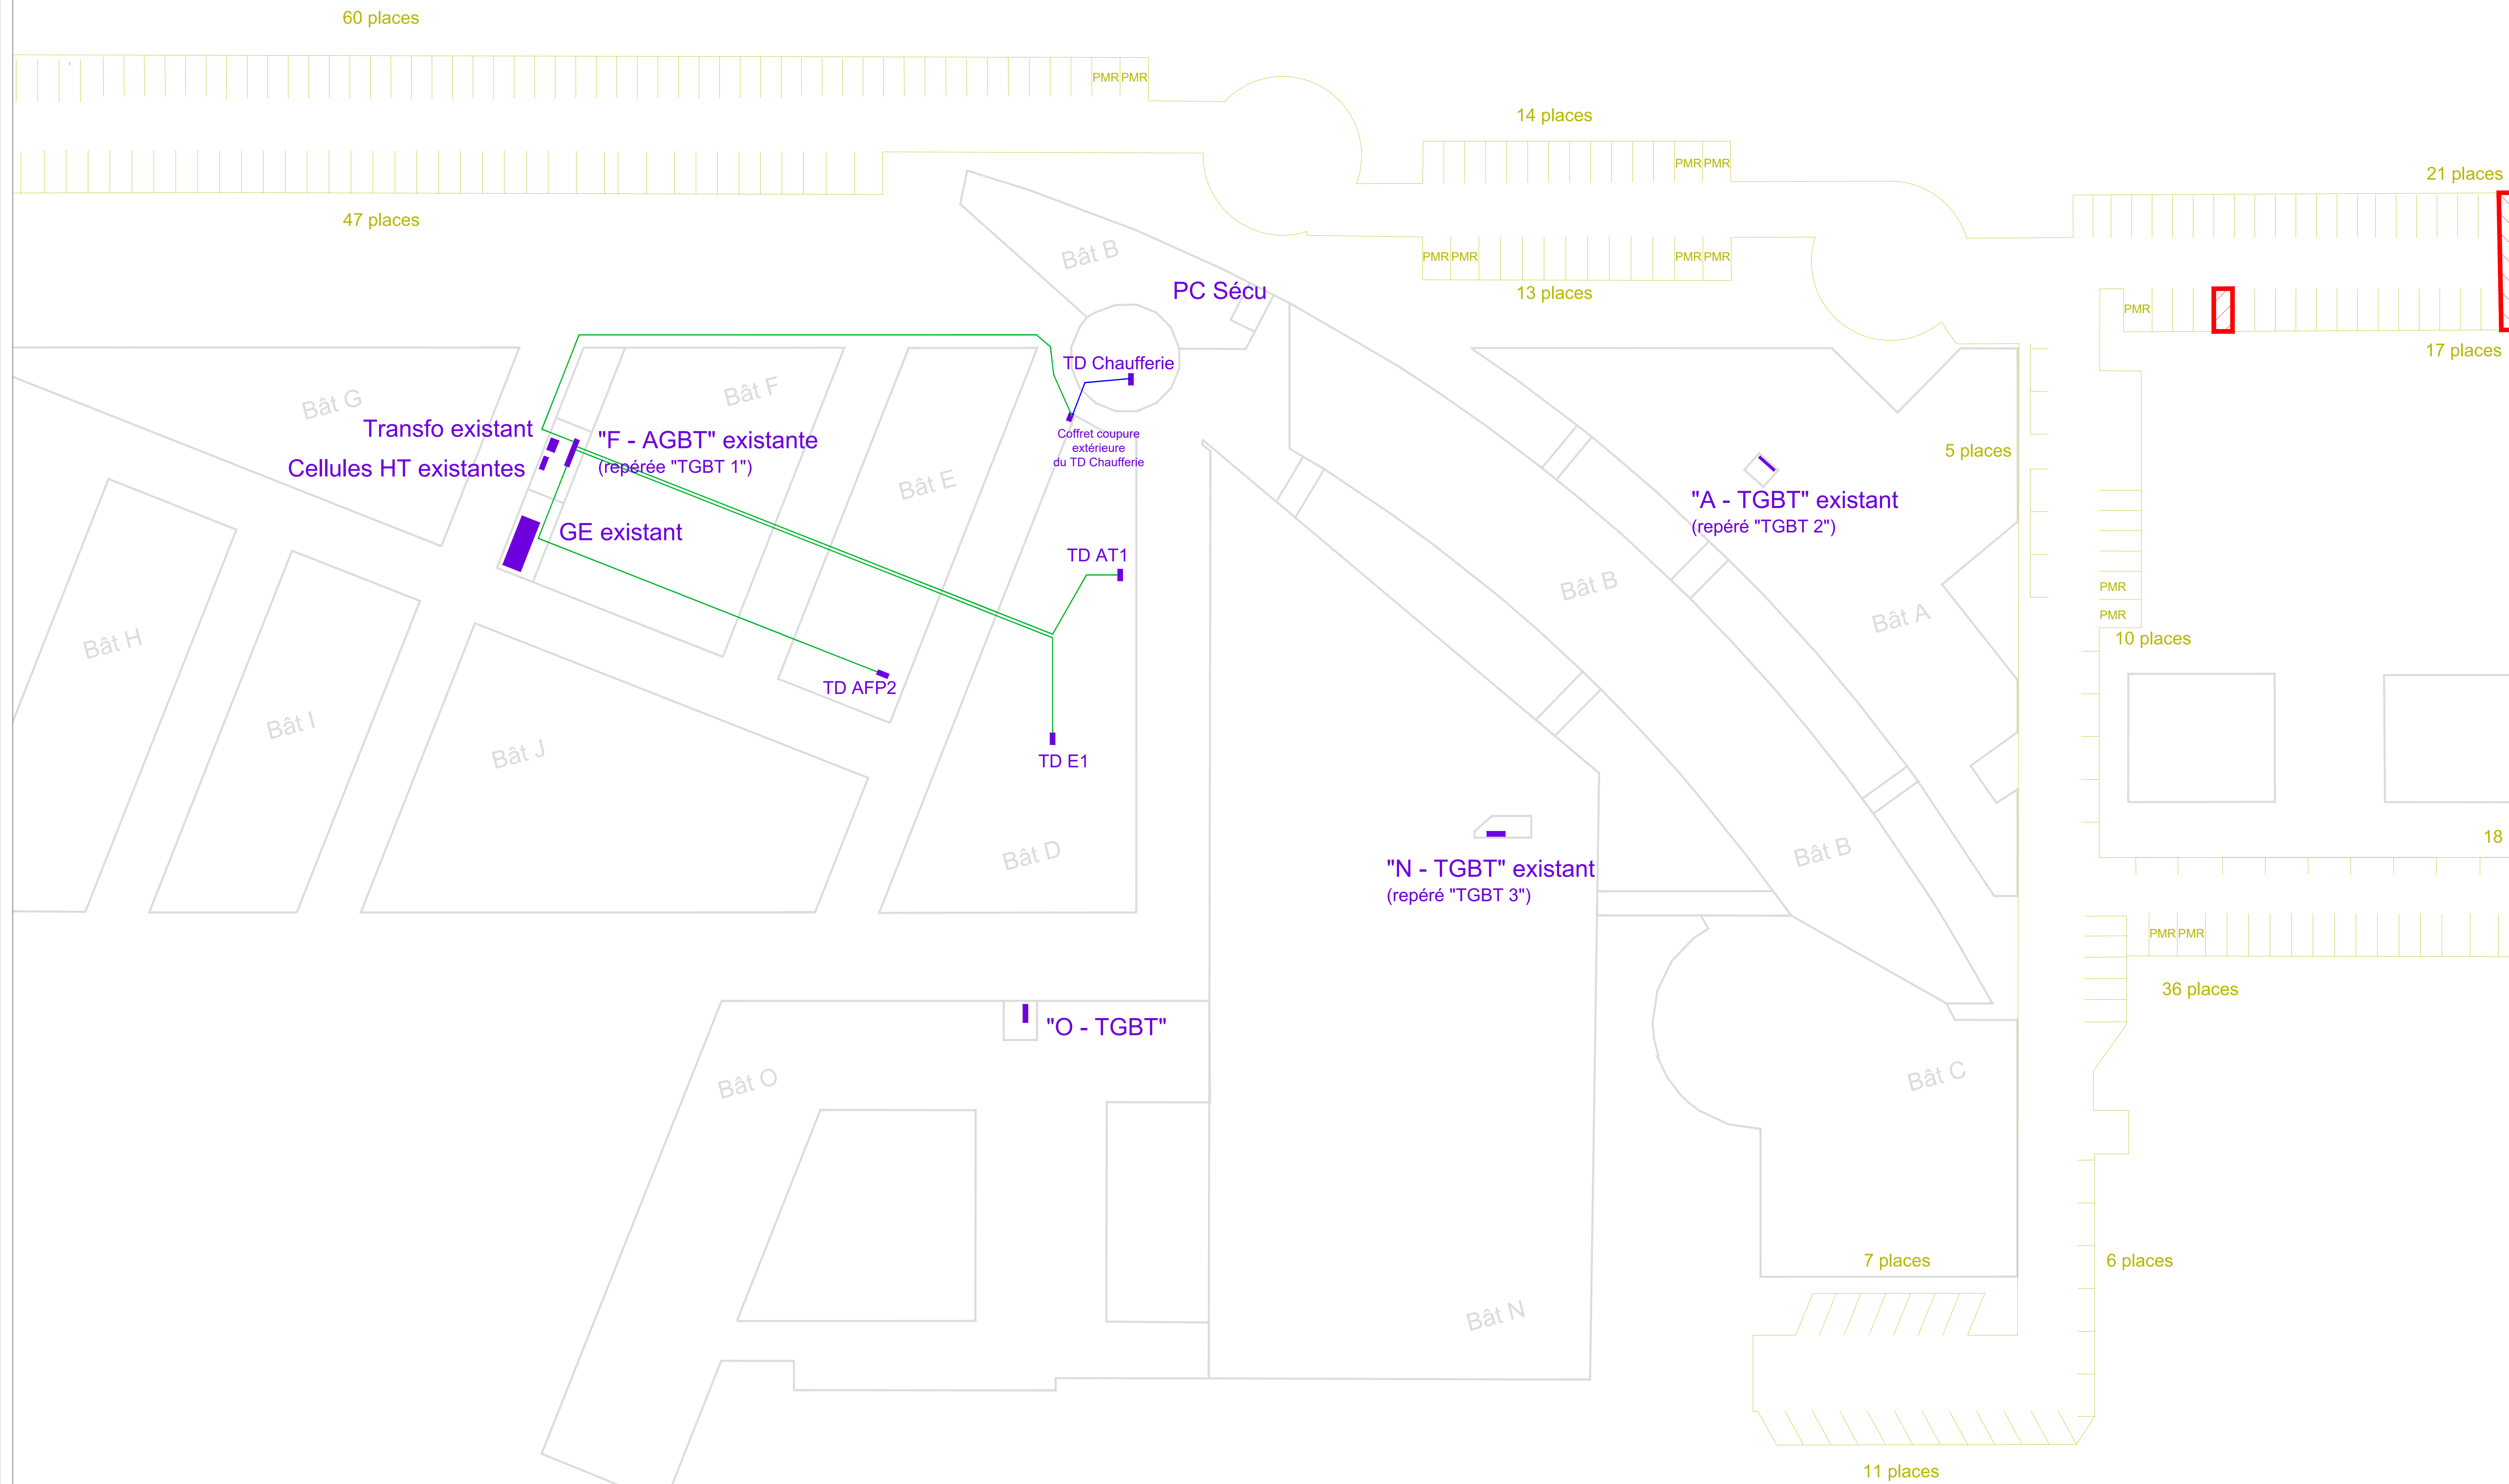 60 places
PMR PMR
47 places
14 places
PMR PMR
PMR PMR
PMR PMR
13 places
21 places
PMR
17 places
Bât B
PC Sécu
TD Chaufferie
Coffret coupure
extérieure
du TD Chaufferie
Bât G
Bât F
Transfo existant
Cellules HT existantes
"F - AGBT" existante
(repérée "TGBT 1")
Bât E
GE existant
TD AT1
"A - TGBT" existant
(repéré "TGBT 2")
5 places
Bât B
Bât A
PMR
PMR
10 places
Bât H
Bât I
Bât J
TD AFP2
TD E1
Bât D
"N - TGBT" existant
(repéré "TGBT 3")
Bât B
18
PMR PMR
36 places
"O - TGBT"
Bât O
Bât C
Bât N
7 places
6 places
11 places